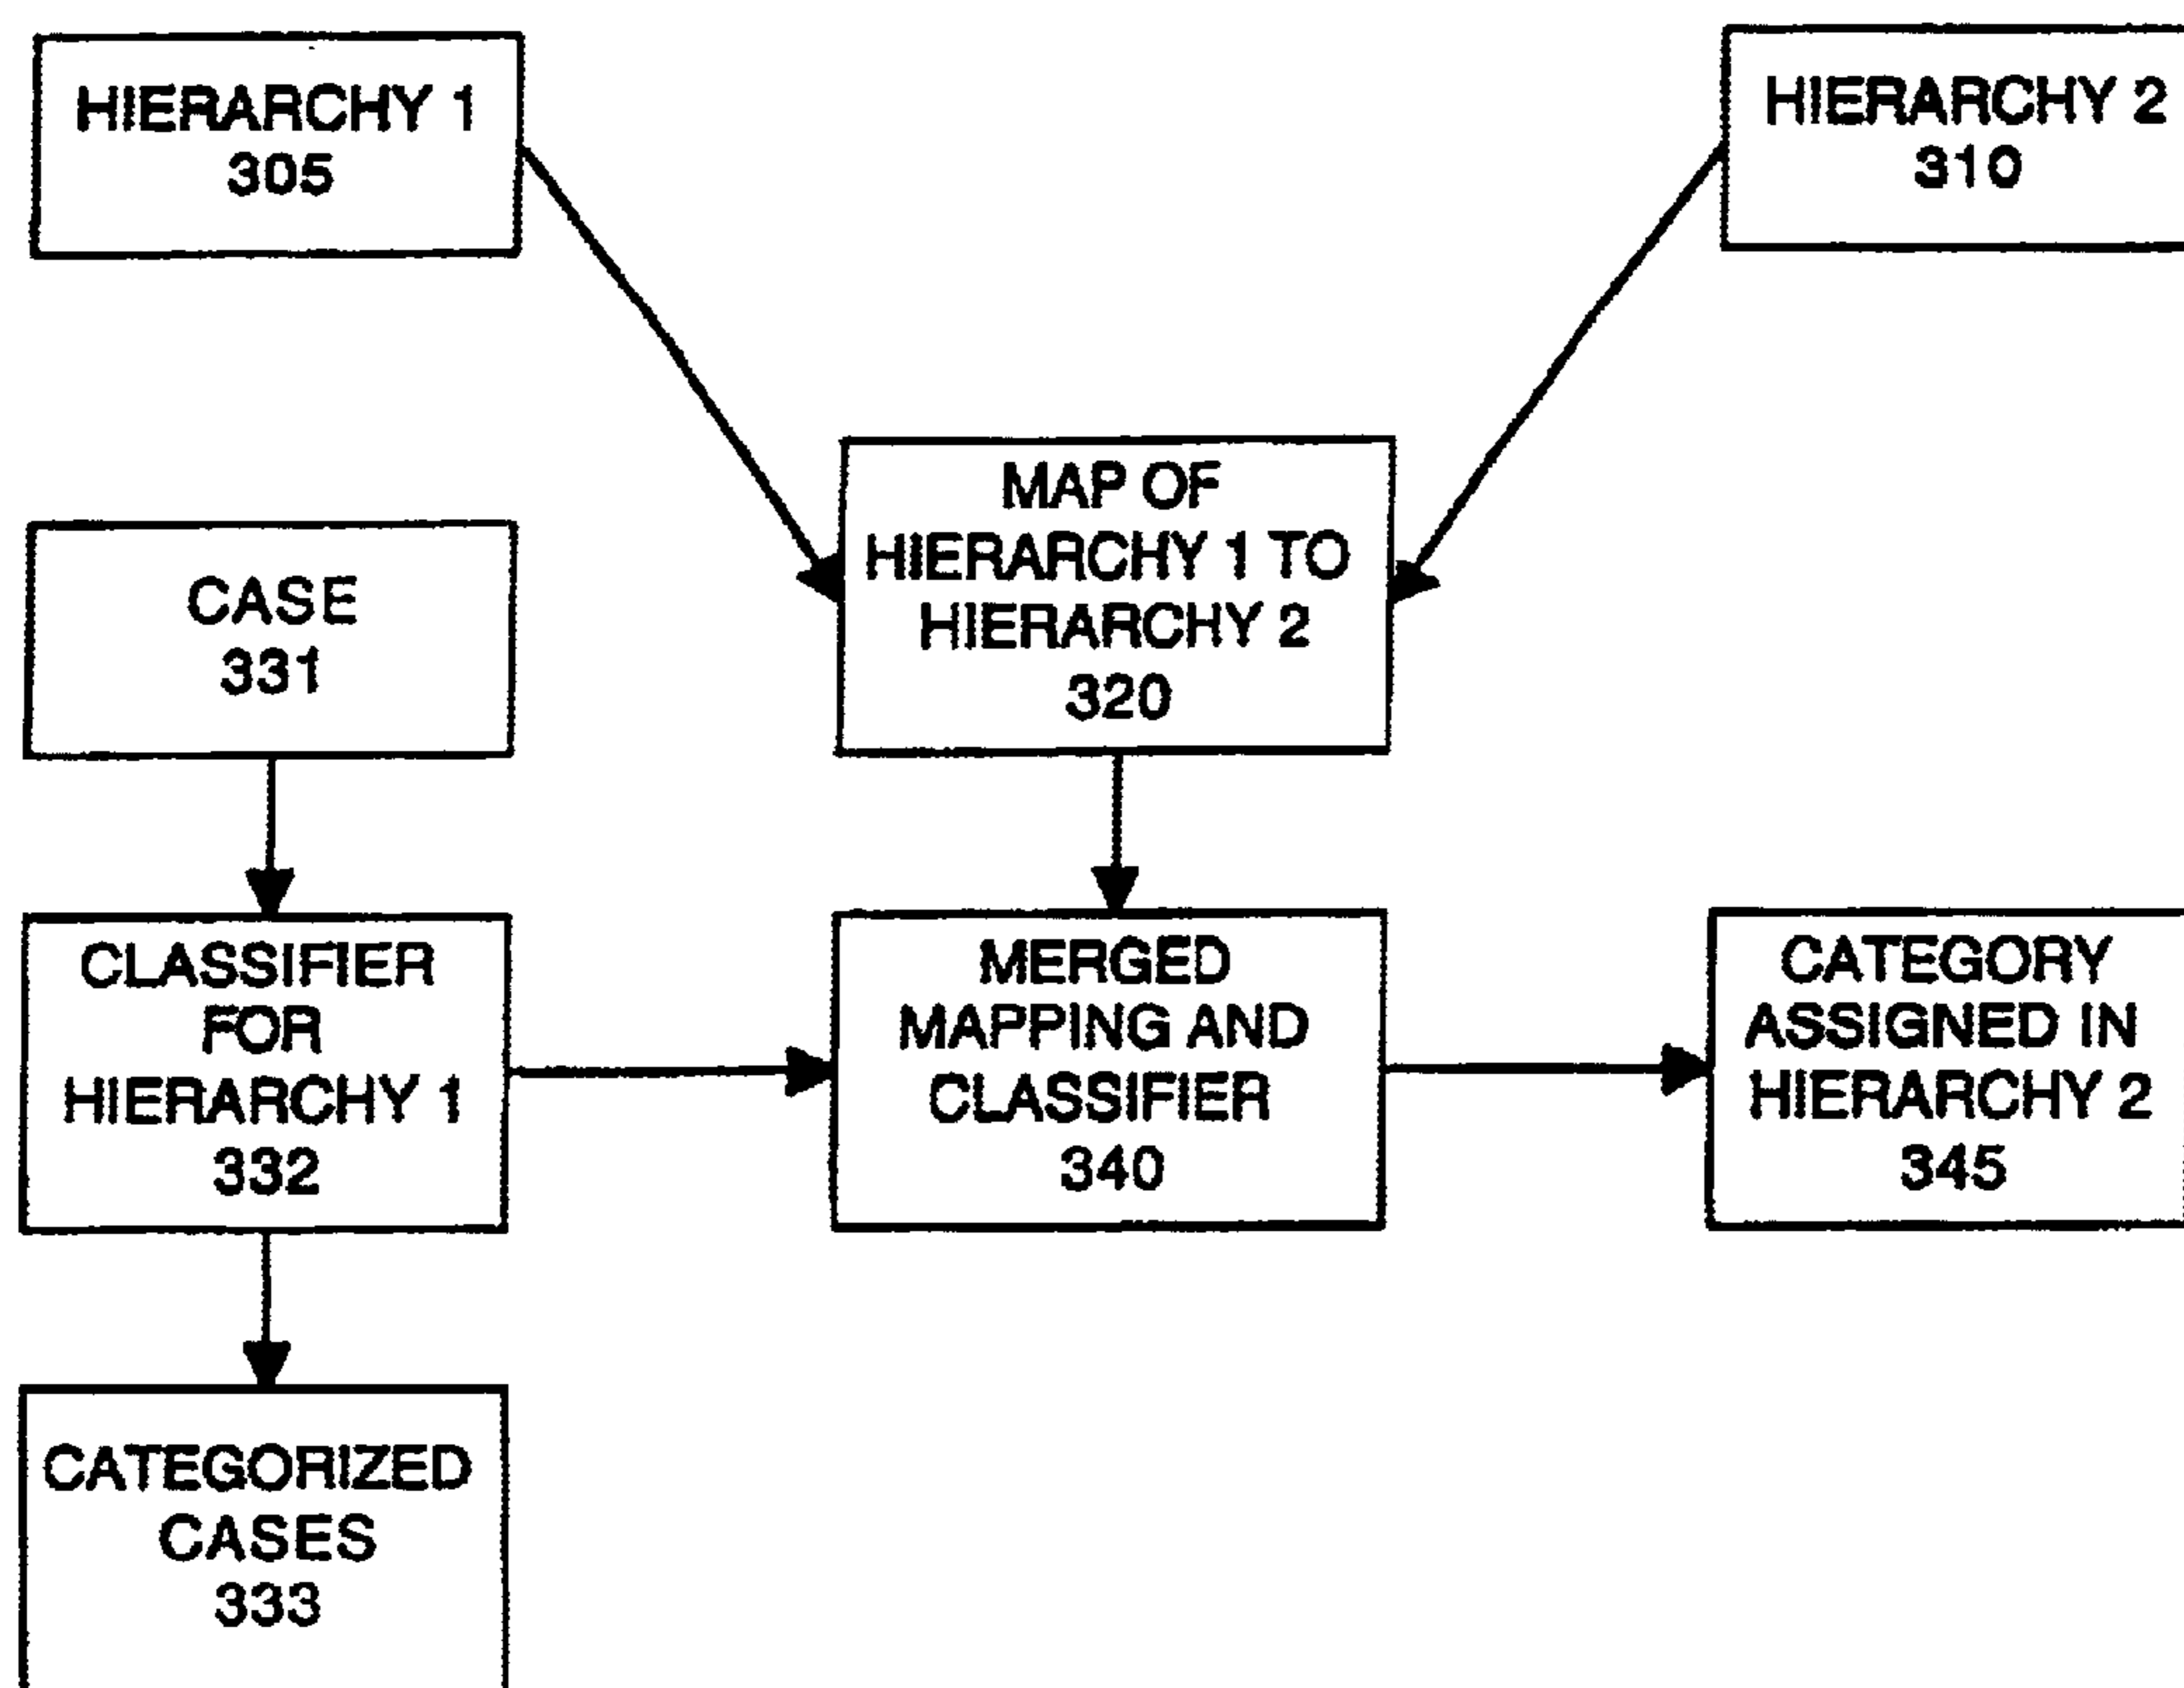 HIERARCHY 1
305
HIERARCHY 2
310
MAP OF
HIERARCHY 1 TO
HIERARCHY 2
320
CASE
331
CLASSIFIER
FOR
HIERARCHY 1
332
MERGED
MAPPING AND
CLASSIFIER
340
CATEGORY
ASSIGNED IN
HIERARCHY 2
345
CATEGORIZED
CASES
333